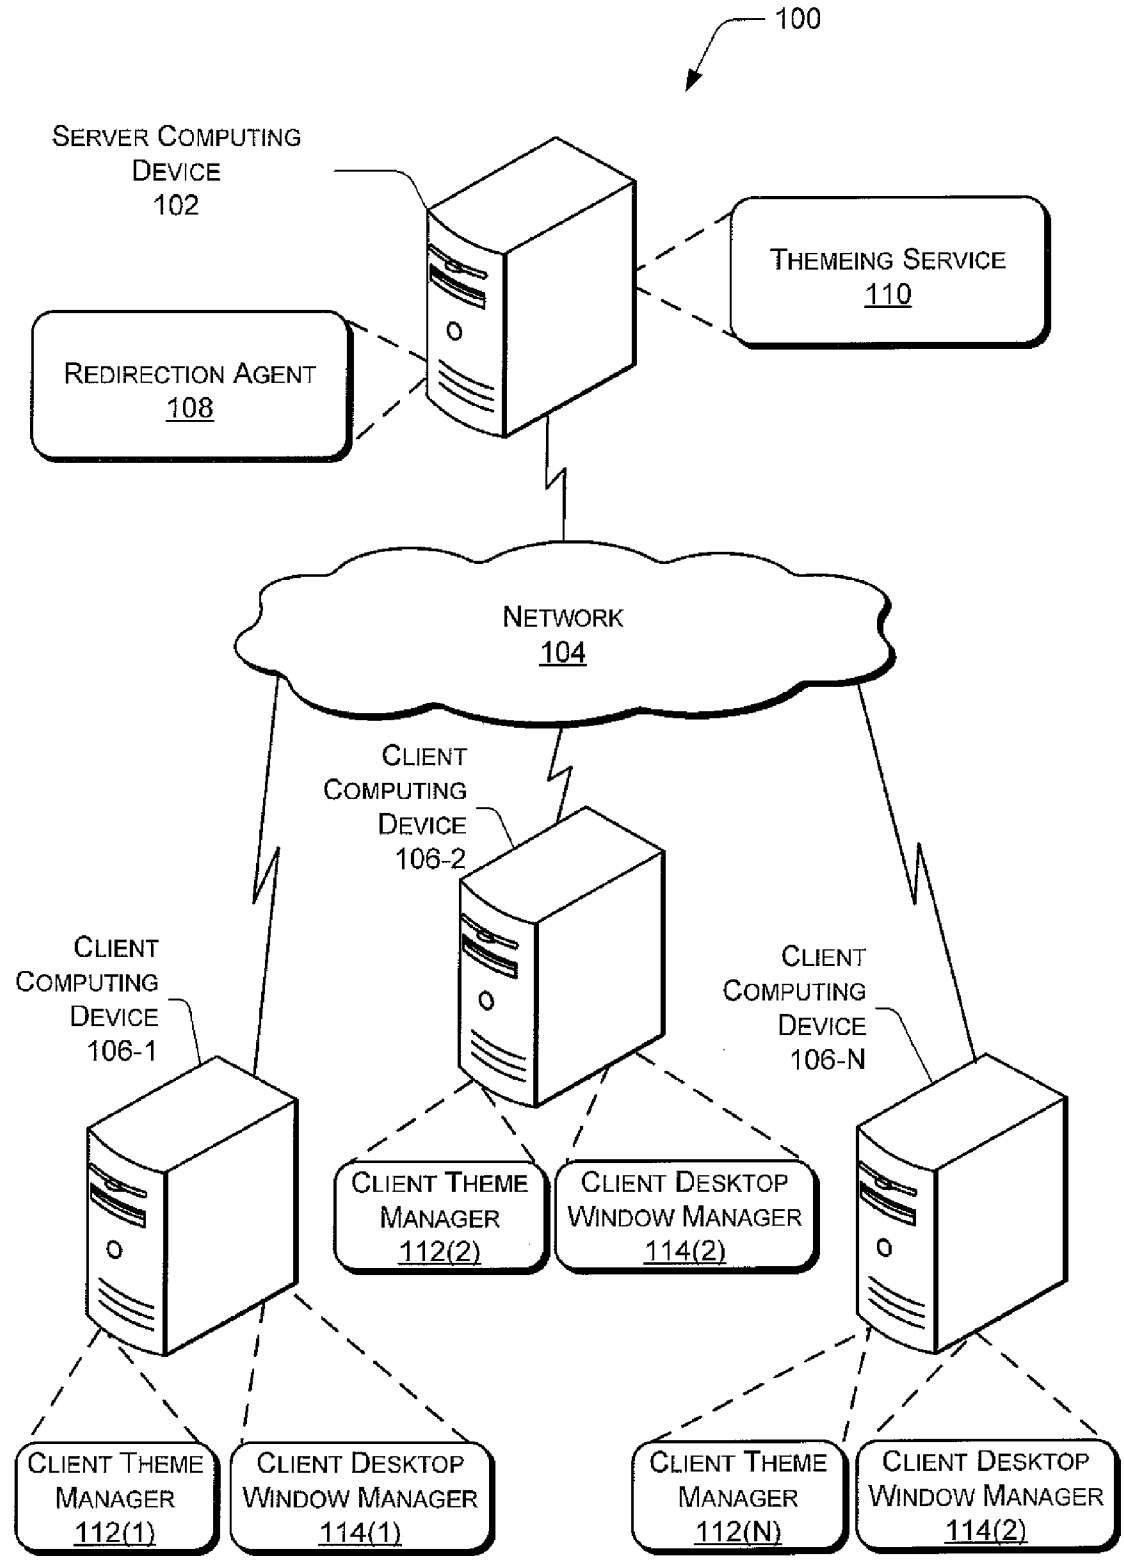 100
SERVER COMPUTING
DEVICE
102
THEMEING SERVICE
110
REDIRECTION AGENT
108
NETWORK
104
CLIENT
COMPUTING
DEVICE
106-2
CLIENT
COMPUTING
DEVICE
106-1
CLIENT
COMPUTING
DEVICE
106-N
CLIENT THEME
MANAGER
112(2)
CLIENT DESKTOP
WINDOW MANAGER
114(2)
CLIENT THEME
MANAGER
112(1)
CLIENT DESKTOP
WINDOW MANAGER
114(1)
CLIENT THEME
MANAGER
112(N)
CLIENT DESKTOP
WINDOW MANAGER
114(2)